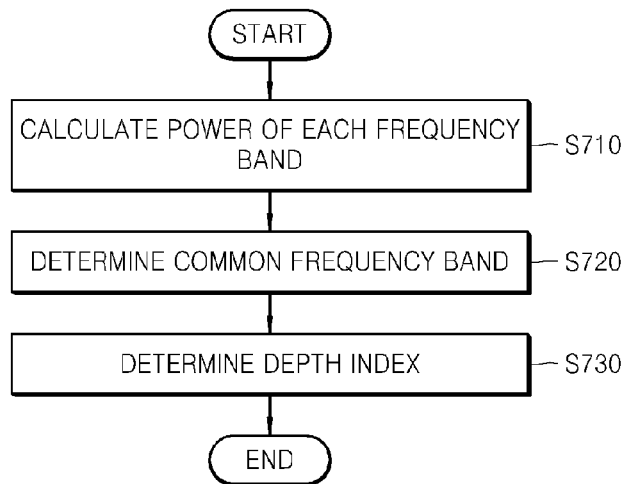 START
CALCULATE POWER OF EACH FREQUENCY
BAND
S710
DETERMINE COMMON FREQUENCY BAND
S720
DETERMINE DEPTH INDEX
S730
END